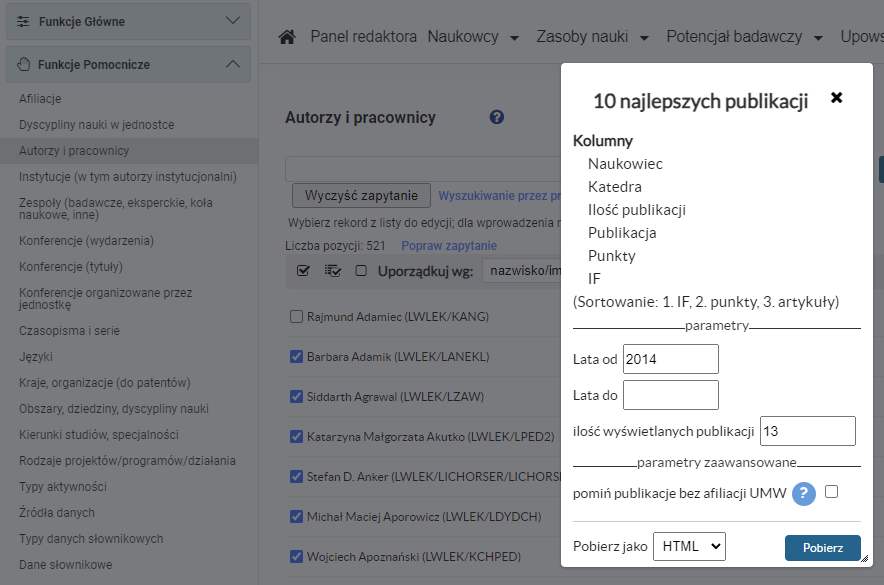 Funkcje Główne
Funkcje Pomocnicze
Afiliacje
Dyscypliny nauki w jednostce
Autorzy i pracownicy
Instytucje (w tym autorzy instytucjonalni)
Zespoły (badawcze, eksperckie, koła
naukowe, inne)
Konferencje (wydarzenia)
Konferencje (tytuły)
Konferencje organizowane przez
jednostkę
Czasopisma i serie
Języki
Kraje, organizacje (do patentów)
Obszary, dziedziny, dyscypliny nauki
Kierunki studiów, specjalności
Rodzaje projektów/programów/działania
Typy aktywności
Źródła danych
Typy danych słownikowych
Dane słownikowe
Panel redaktora Naukowcy Zasoby nauki Potencjał badawczy Upows
Autorzy i pracownicy ?
Wyczyść zapytanie Wyszukiwanie przez pr
Wybierz rekord z listy do edycji; dla wprowadzenia n
Liczba pozycji: 521 Popraw zapytanie
Uporządkuj wg: nazwisko/im
Rajmund Adamiec (LWLEK/KANG)
Barbara Adamik (LWLEK/LANEKL)
Siddarth Agrawal (LWLEK/LZAW)
Katarzyna Małgorzata Akutko (LWLEK/LPED2)
Stefan D. Anker (LWLEK/LICHORSER/LICHORS
Michał Maciej Aporowicz (LWLEK/LDYDCH)
Wojciech Apoznański (LWLEK/KCHPED)
10 najlepszych publikacji
Kolumny
Naukowiec
Katedra
Ilość publikacji
Publikacja
Punkty
IF
(Sortowanie: 1. IF, 2. punkty, 3. artykuły)
parametry
Lata od 2014
Lata do
ilość wyświetlanych publikacji 13
parametry zaawansowane
pomiń publikacje bez afiliacji UMW ?
Pobierz jako HTML Pobierz